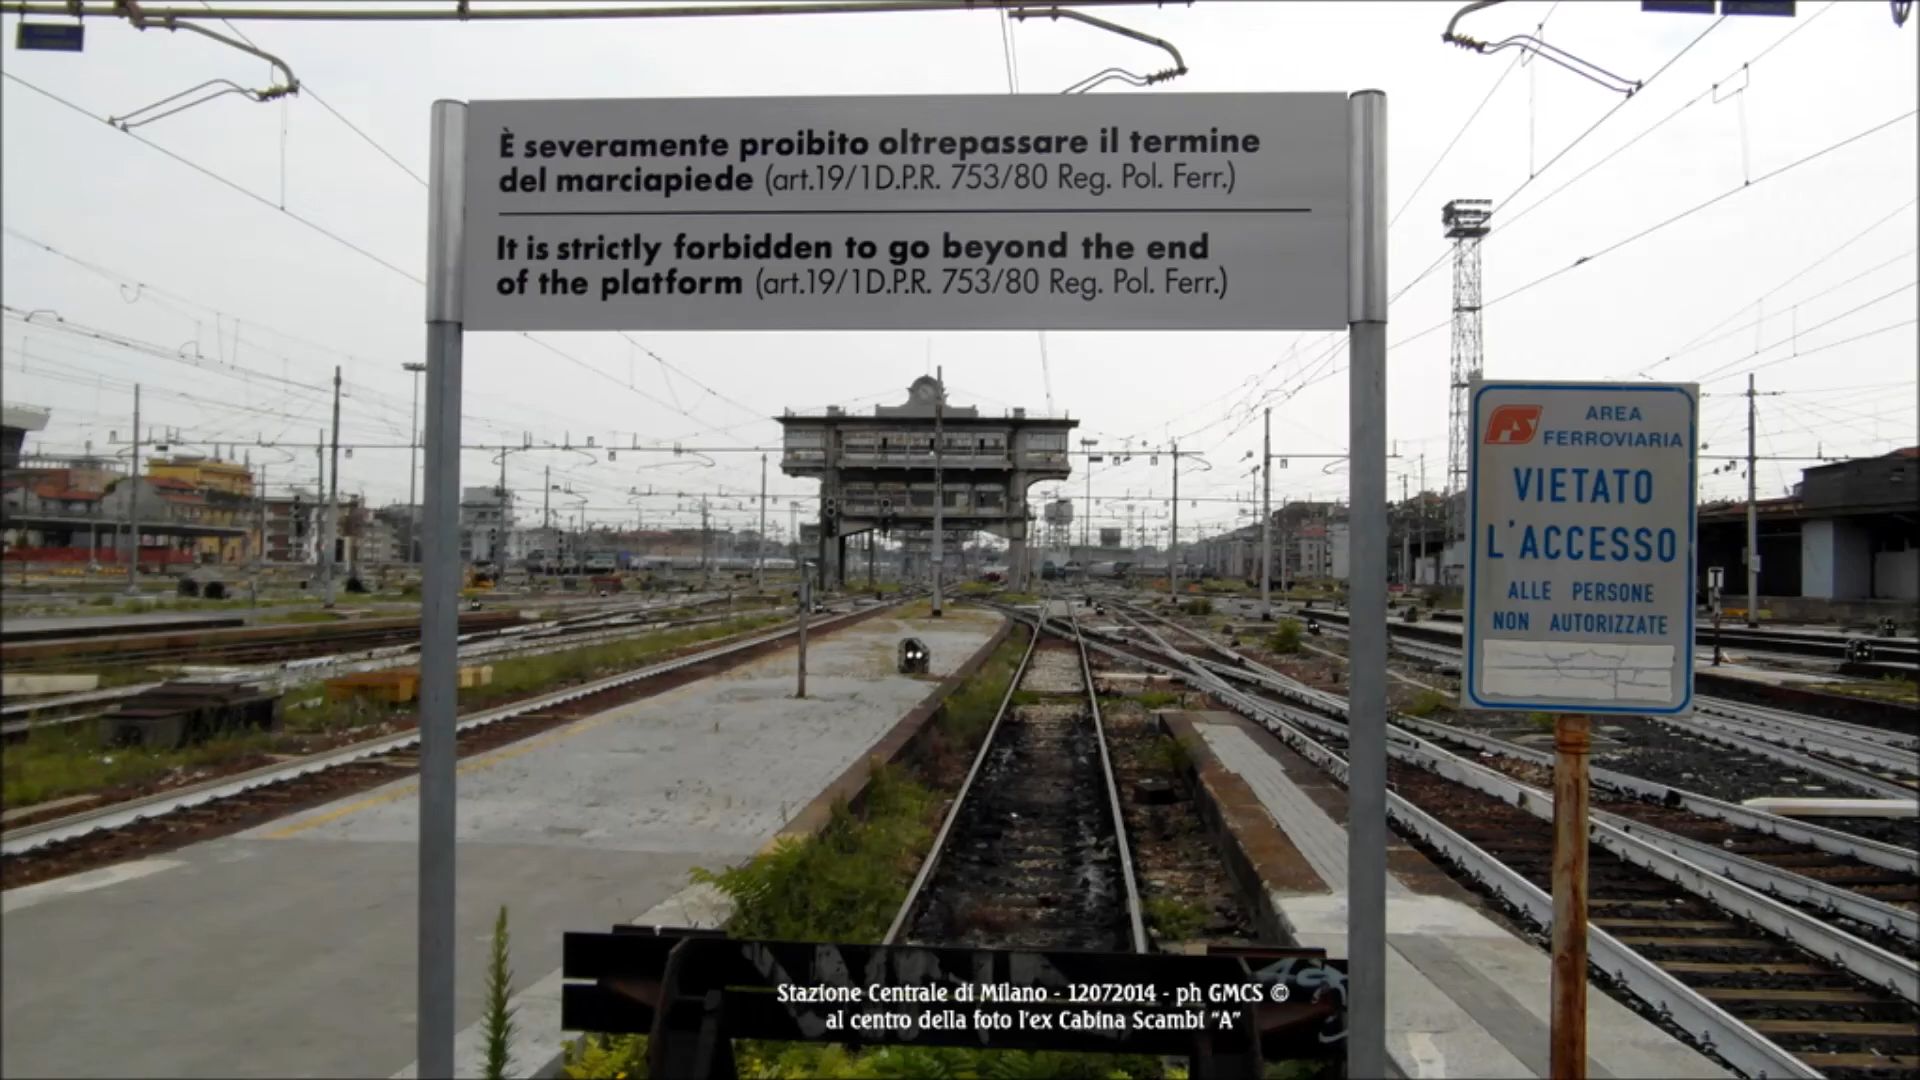 È severamente proibito oltrepassare il termine
del marciapiede (art.19/1D.P.R. 753/80 Reg. Pol. Ferr.)
It is strictly forbidden to go beyond the end
of the platform (art.19/1D.P.R. 753/80 Reg. Pol. Ferr.)
FS
AREA
FERROVIARIA
VIETATO
L'ACCESSO
ALLE PERSONE
NON AUTORIZZATE
Stazione Centrale di Milano - 12072014 - ph GMCS ©
al centro della foto l'ex Cabina Scambi "A"